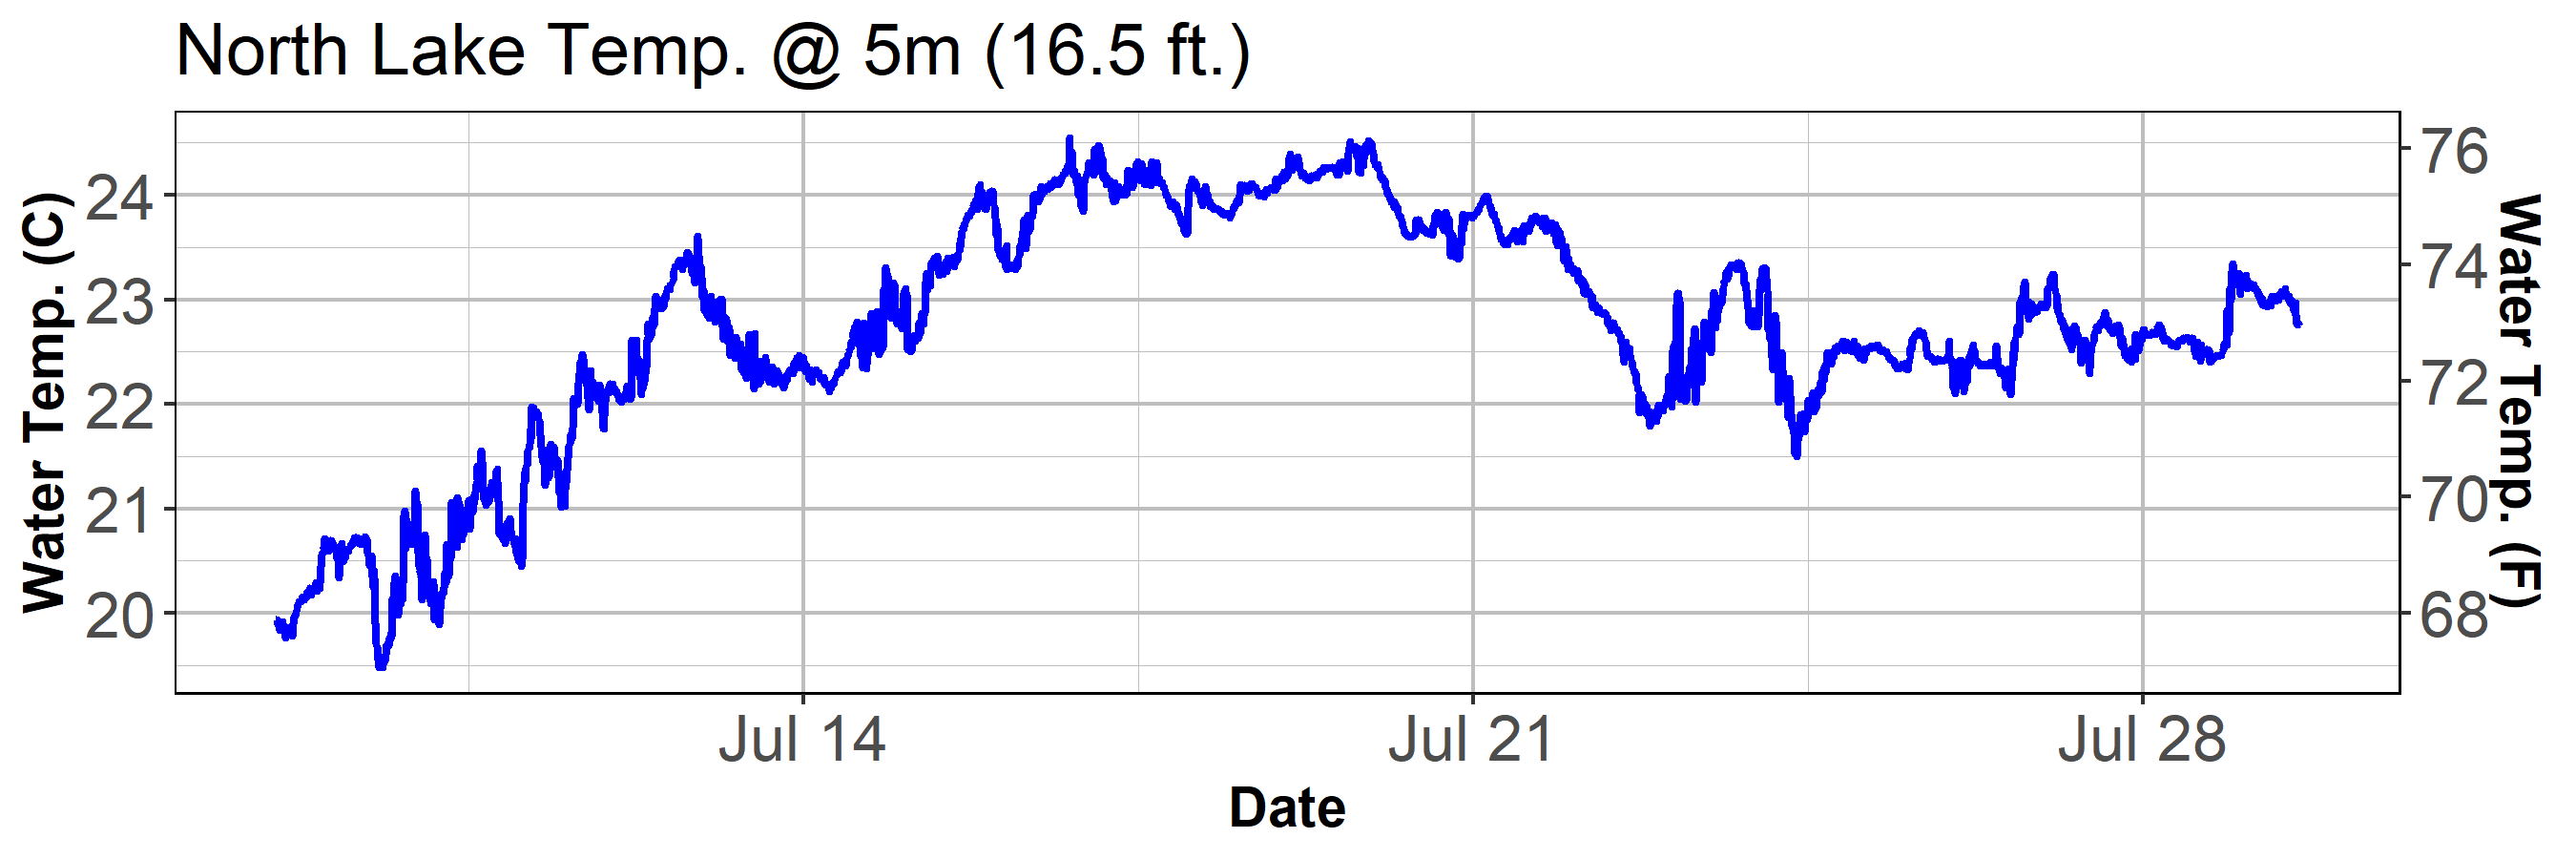 North Lake Temp. @ 5m (16.5 ft.)
Water Temp. (C)
24
23
22
21
20
76
74
72
70
68
Water Temp. (F)
Jul 14
Jul 21
Jul 28
Date